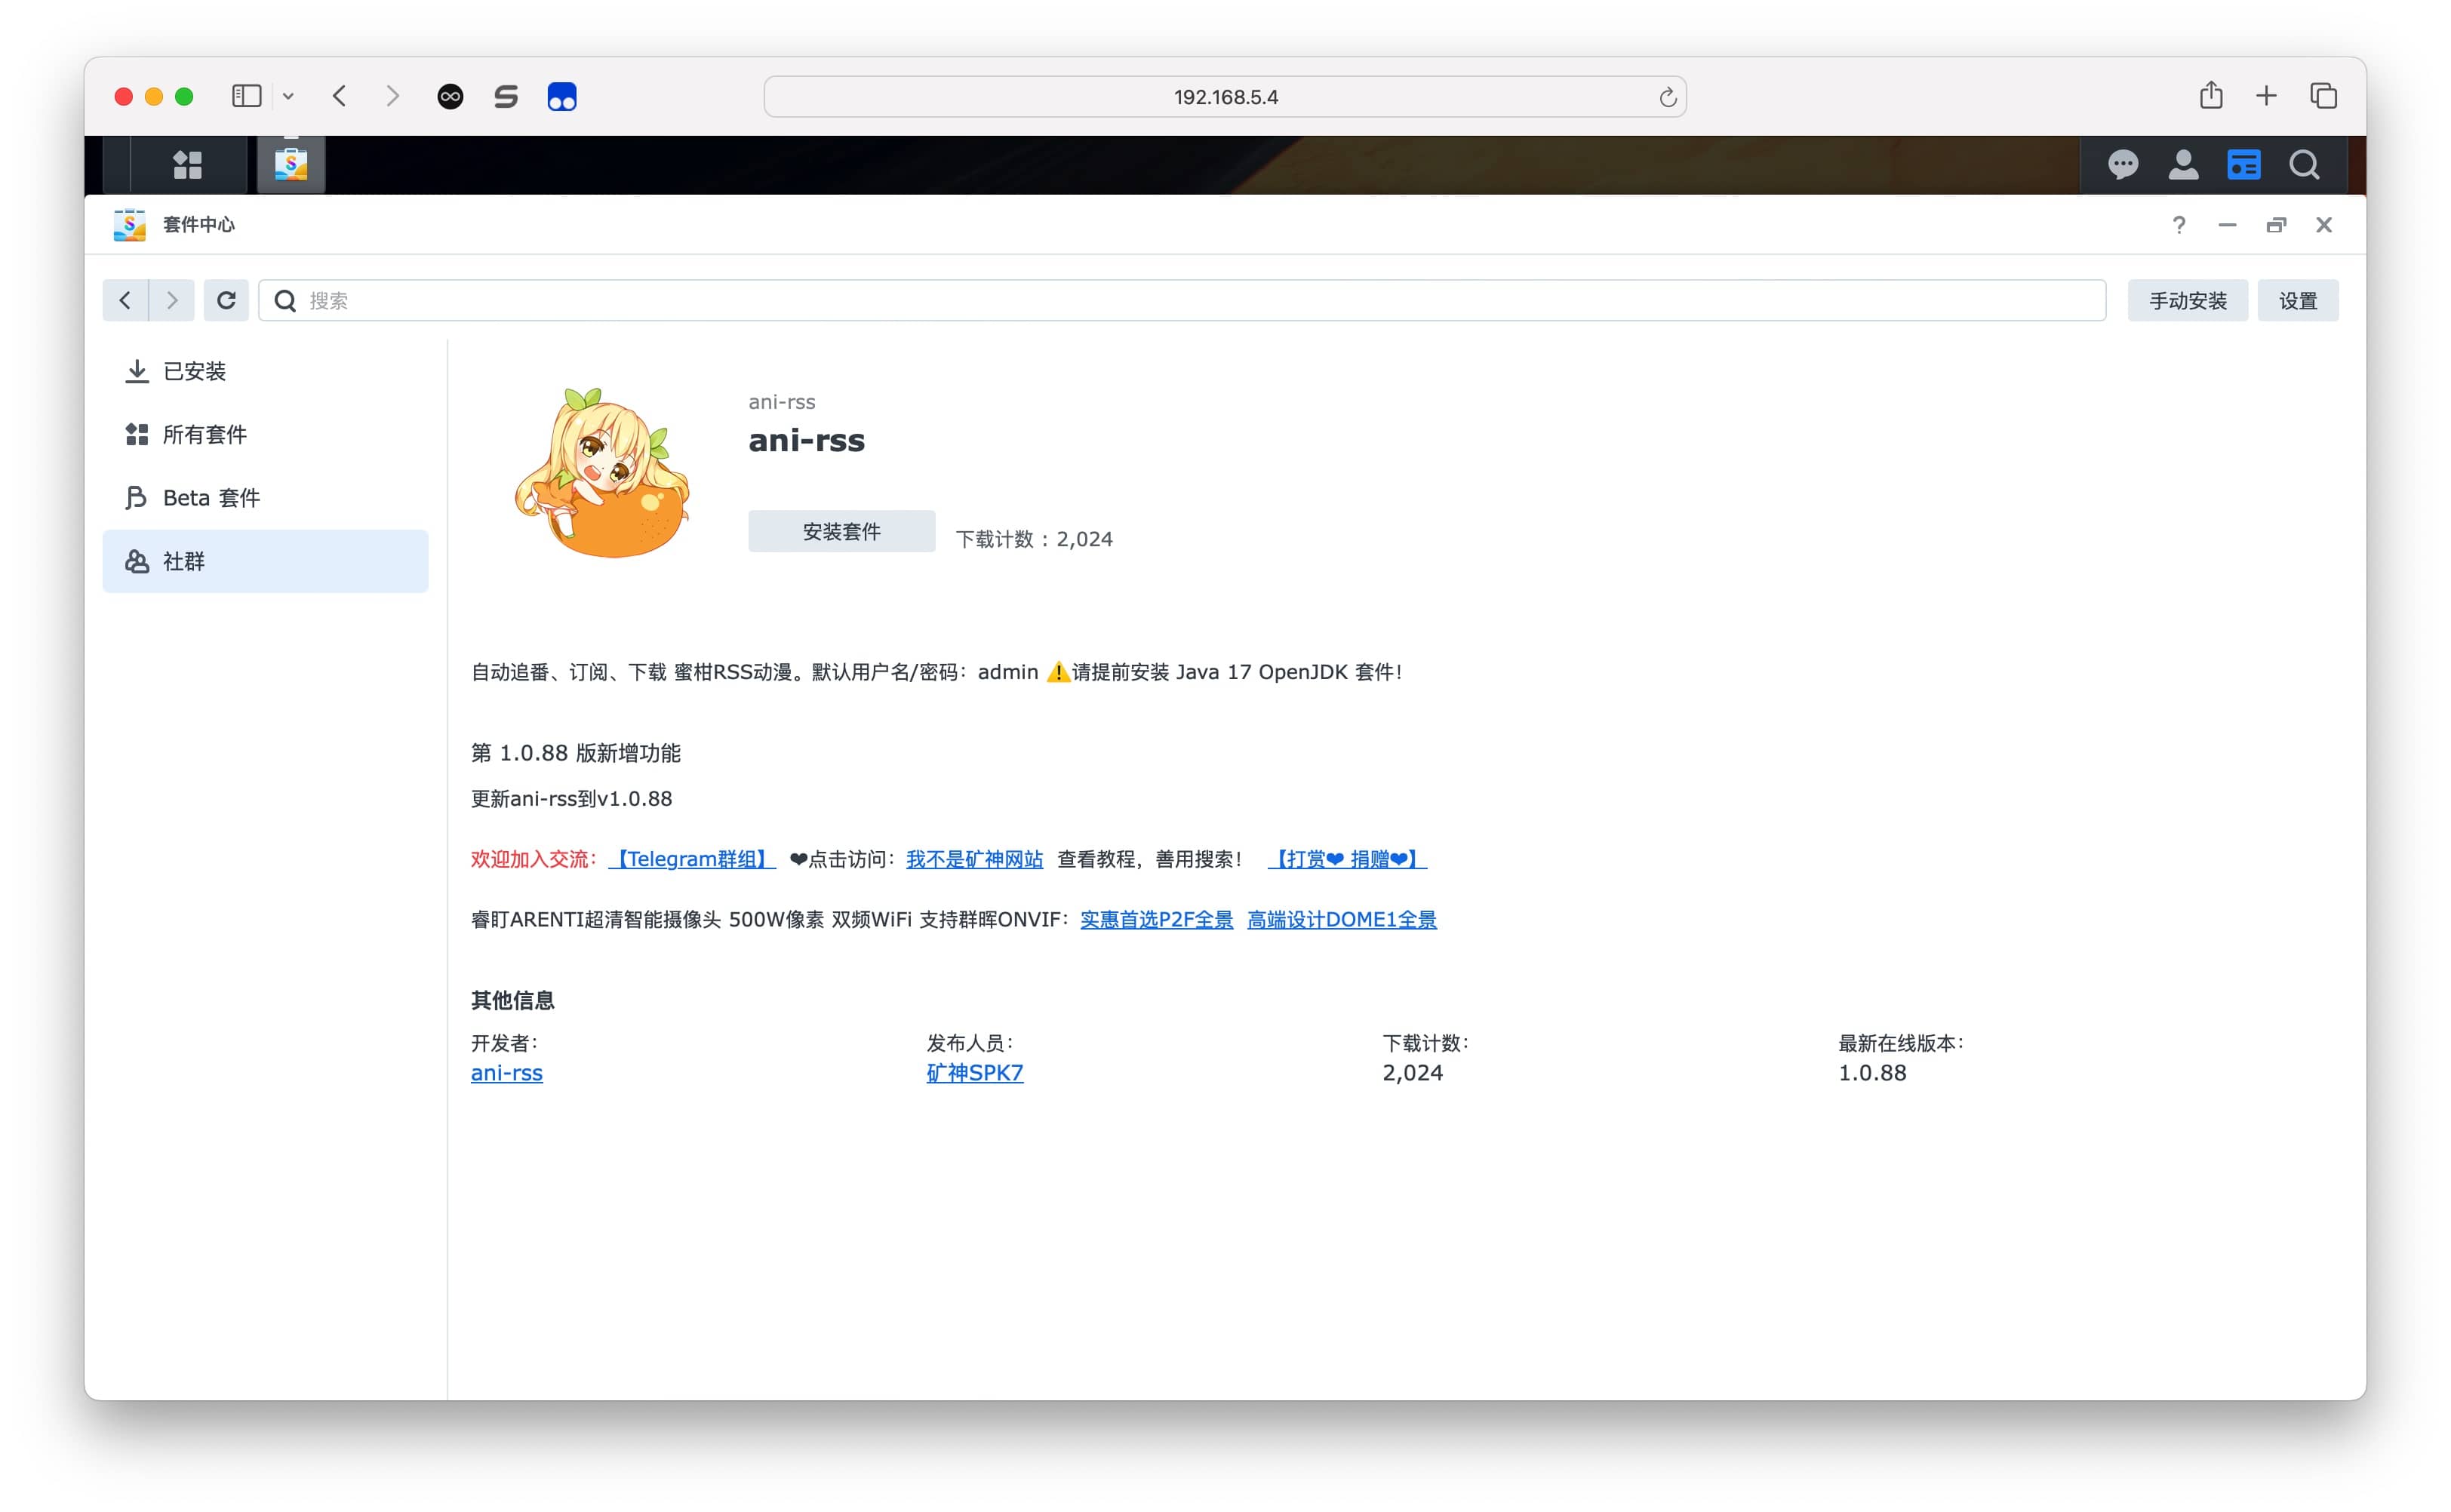 192.168.5.4
套件中心
搜索
手动安装
设置
已安装
所有套件
Beta 套件
社群
ani-rss
ani-rss
安装套件
下载计数：2,024
自动追番、订阅、下载 蜜柑RSS动漫。默认用户名/密码：admin ⚠️请提前安装 Java 17 OpenJDK 套件！
第 1.0.88 版新增功能
更新ani-rss到v1.0.88
欢迎加入交流：【Telegram群组】 ❤点击访问：我不是矿神网站 查看教程，善用搜索！ 【打赏❤ 捐赠❤】
睿盯ARENTI超清智能摄像头 500W像素 双频WiFi 支持群晖ONVIF：实惠首选P2F全景 高端设计DOME1全景
其他信息
开发者：
ani-rss
发布人员：
矿神SPK7
下载计数：
2,024
最新在线版本：
1.0.88